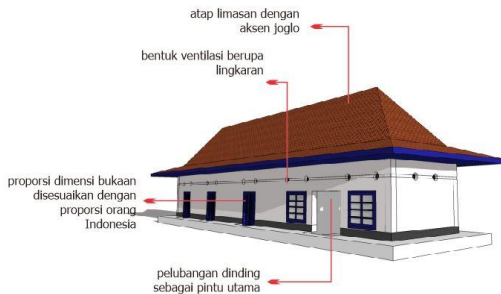 atap limasan dengan
aksen joglo
bentuk ventilasi berupa
lingkaran
proporsi dimensi bukaan
disesuaikan dengan
proporsi orang
Indonesia
pelubangan dinding
sebagai pintu utama